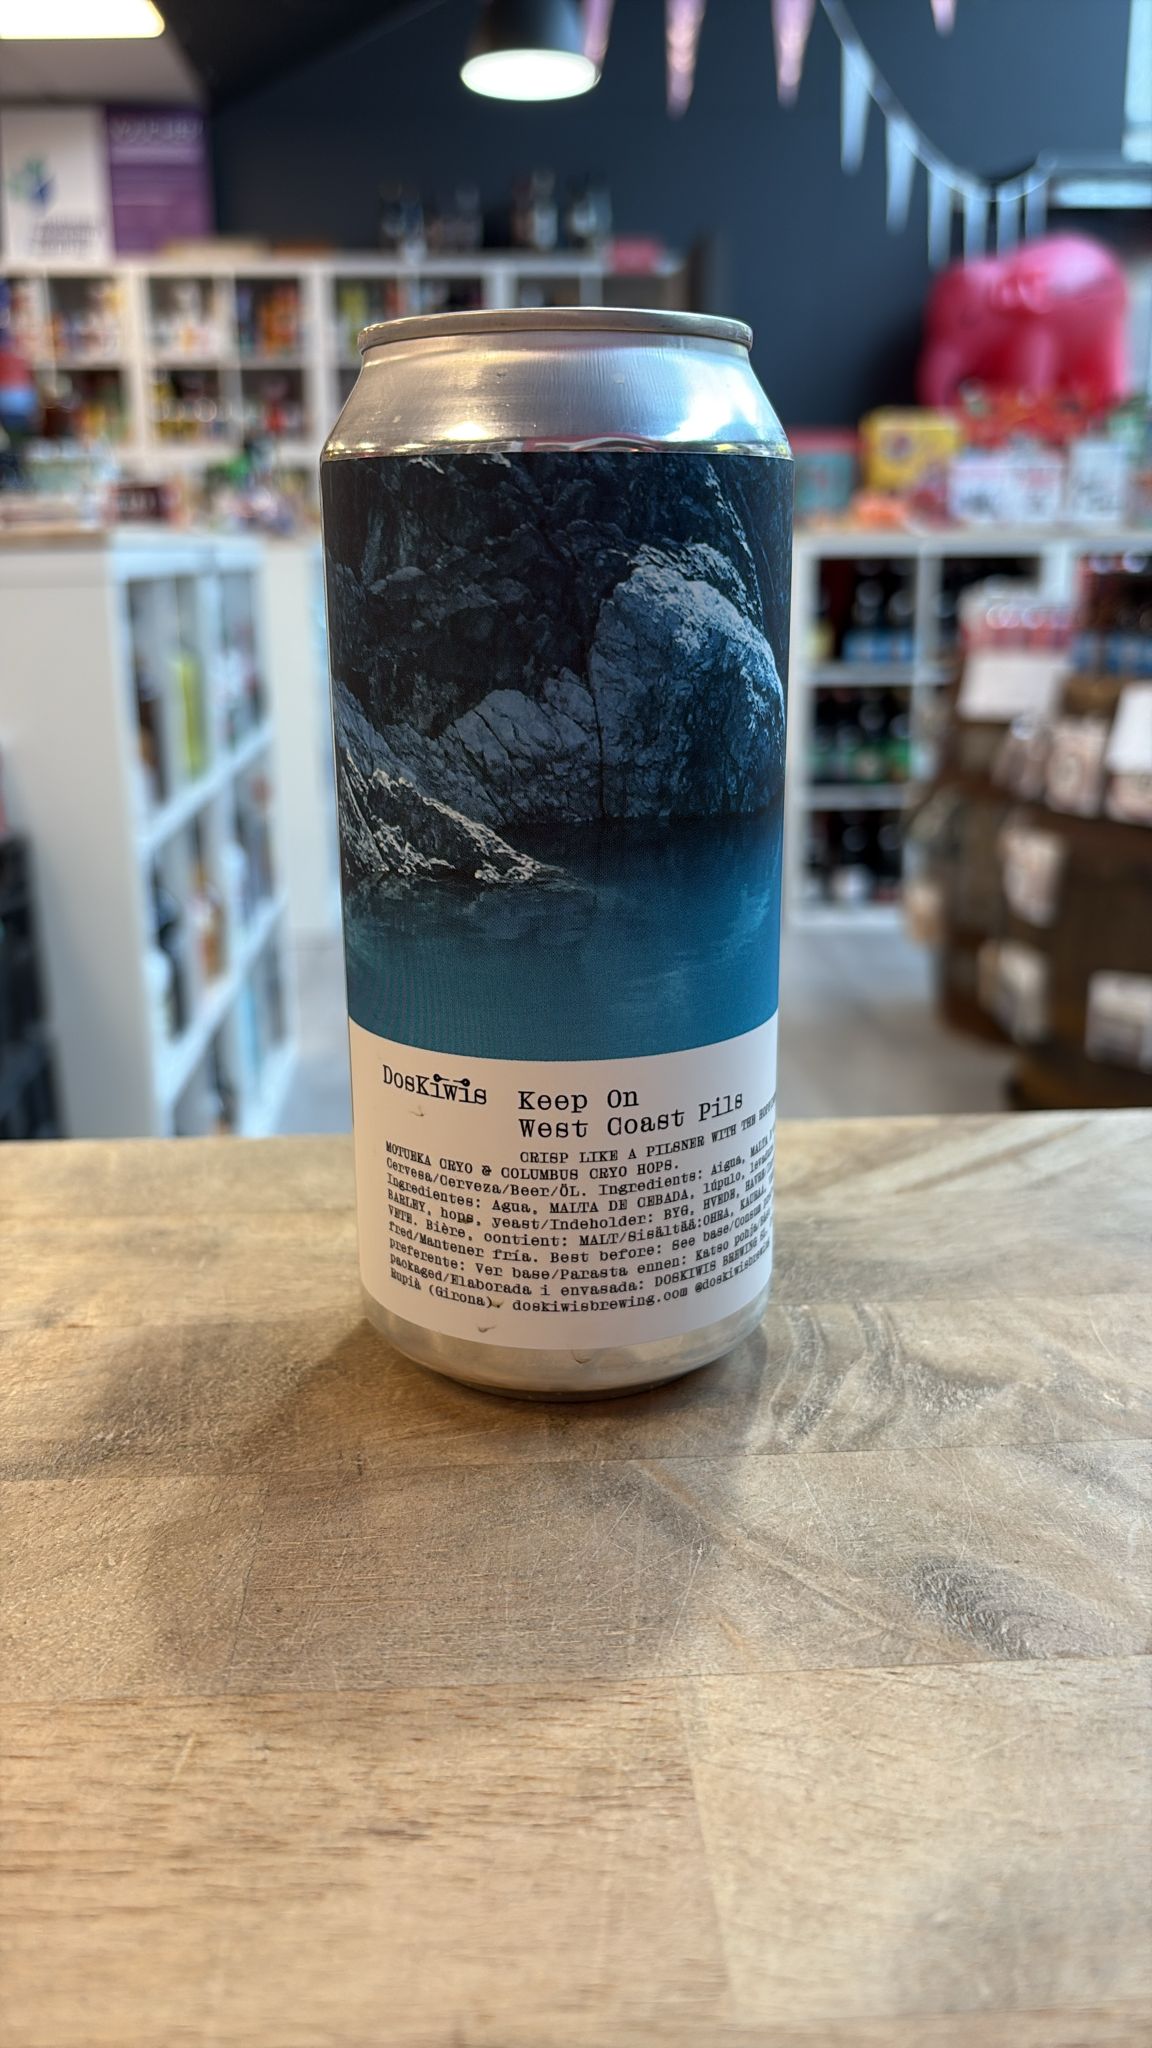 DosKiwis
Keep On
West Coast Pils
CRISP LIKE A PILSNER WITH THE
MOTUEKA CRYO & COLUMBUS CRYO HOPS.
Cervesa/Cerveza/Beer/ÖL. Ingredients: Aigua, MALTA
Ingredientes: Agua, MALTA DE CEBADA, lúpulo,
BARLEY, hops, yeast/Indeholder: BYG, HVEDE,
VETE. Bière, contient: MALT/Sisältää:OHRA, KAURAA,
fred/Mantener fría. Best before: See base/Consum
preferente: Ver base/Parasta ennen: Katso pohja/
packaged/Elaborada i envasada: DOSKIWIS BREWING
Rupià (Girona). doskiwisbrewing.com